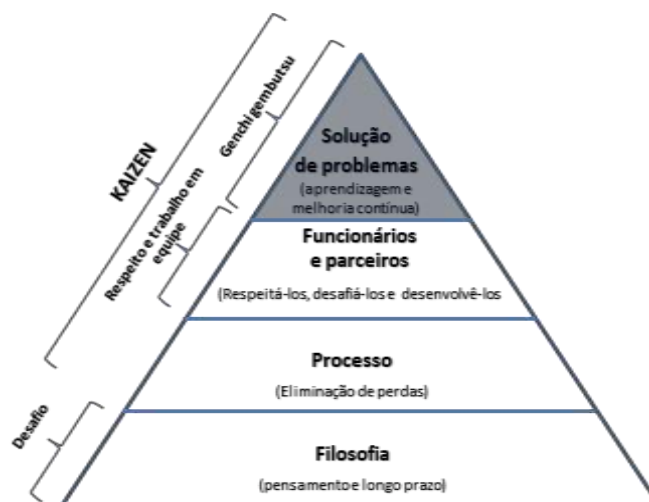 KAIZEN
Genchi gembutsu
Respeito e trabalho em
equipe
Desafio
Solução
de problemas
(aprendizagem e
melhoria contínua)
Funcionários
e parceiros
(Respeitá-los, desafiá-los e desenvolvê-los
Processo
(Eliminação de perdas)
Filosofia
(pensamento e longo prazo)